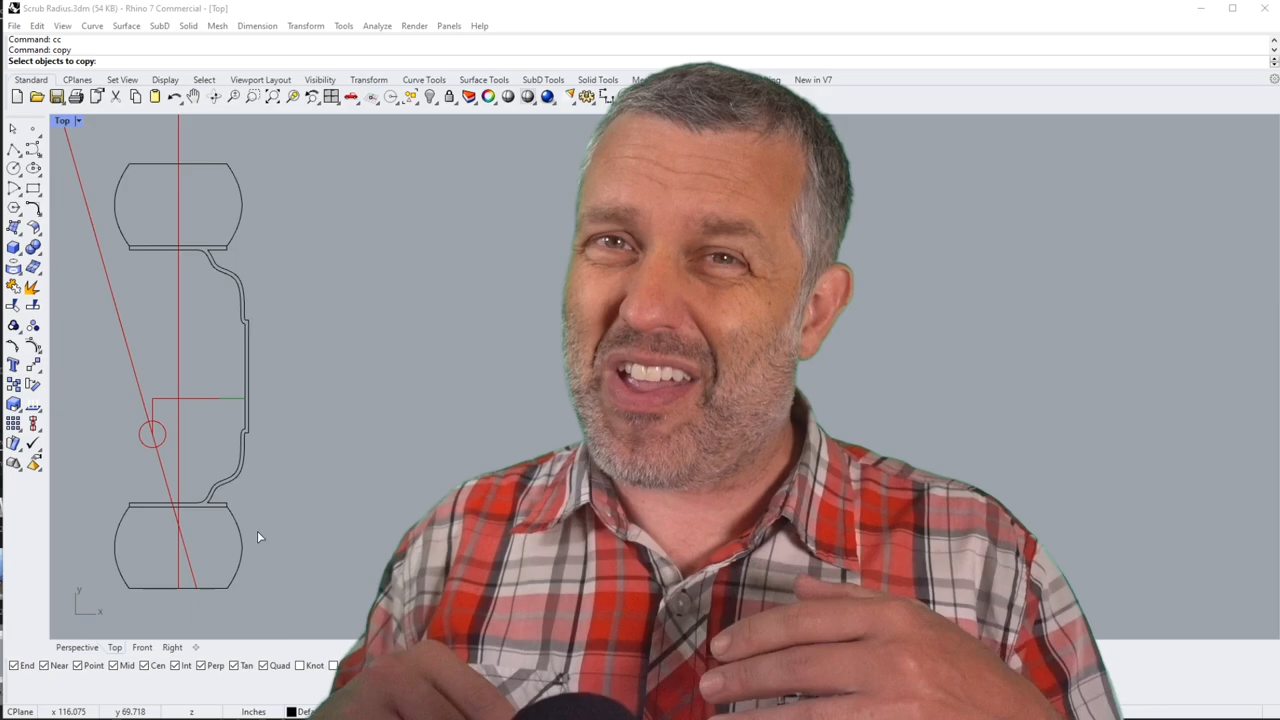 Scrub Radius.3dm (54 KB) - Rhino 7 Commercial - [Top]
File Edit View Curve Surface SubD Solid Mesh Dimension Transform Tools Analyze Render Panels Help
Command: cc
Command: copy
Select objects to copy:
Standard CPlanes Set View Display Select Viewport Layout Visibility Transform Curve Tools Surface Tools SubD Tools Solid Tools New in V7
Top
y
x
Perspective Top Front Right
End Near Point Mid Cen Int Perp Tan Quad Knot
CPlane x 116.075 y 69.718 z Inches